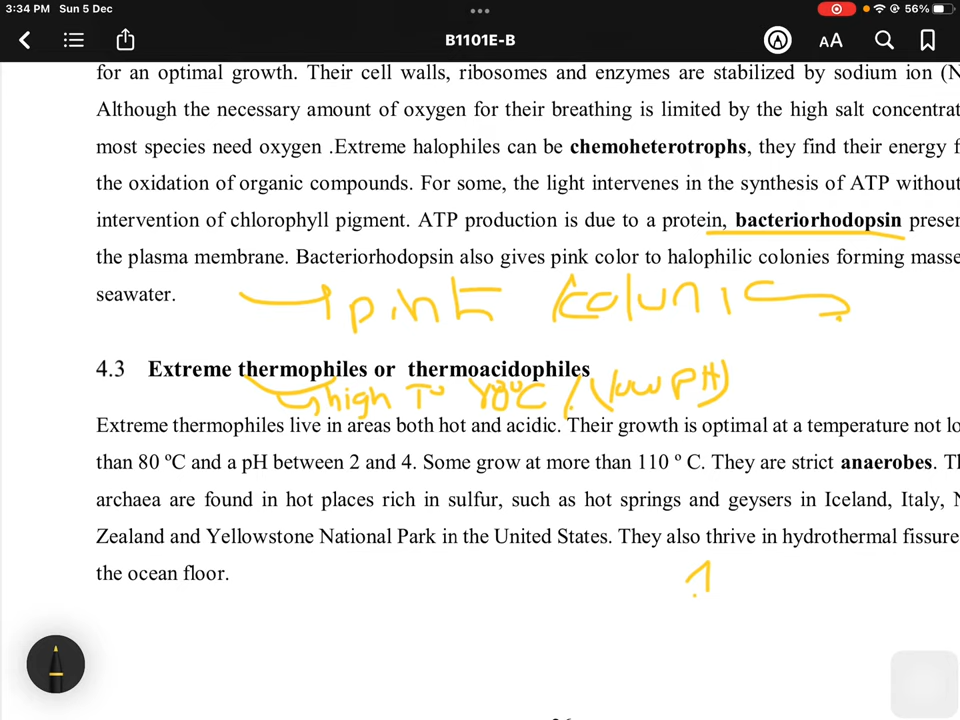 3:34 PM Sun 5 Dec
56%
B1101E-B
AA
for an optimal growth. Their cell walls, ribosomes and enzymes are stabilized by sodium ion (N
Although the necessary amount of oxygen for their breathing is limited by the high salt concentrat
most species need oxygen .Extreme halophiles can be chemoheterotrophs, they find their energy f
the oxidation of organic compounds. For some, the light intervenes in the synthesis of ATP without
intervention of chlorophyll pigment. ATP production is due to a protein, bacteriorhodopsin presen
the plasma membrane. Bacteriorhodopsin also gives pink color to halophilic colonies forming masse
seawater.
pink
4.3 Extreme thermophiles or thermoacidophiles
high T° °C / (low PH)
Extreme thermophiles live in areas both hot and acidic. Their growth is optimal at a temperature not lo
than 80 ºC and a pH between 2 and 4. Some grow at more than 110 º C. They are strict anaerobes. Th
archaea are found in hot places rich in sulfur, such as hot springs and geysers in Iceland, Italy, N
Zealand and Yellowstone National Park in the United States. They also thrive in hydrothermal fissure
the ocean floor.